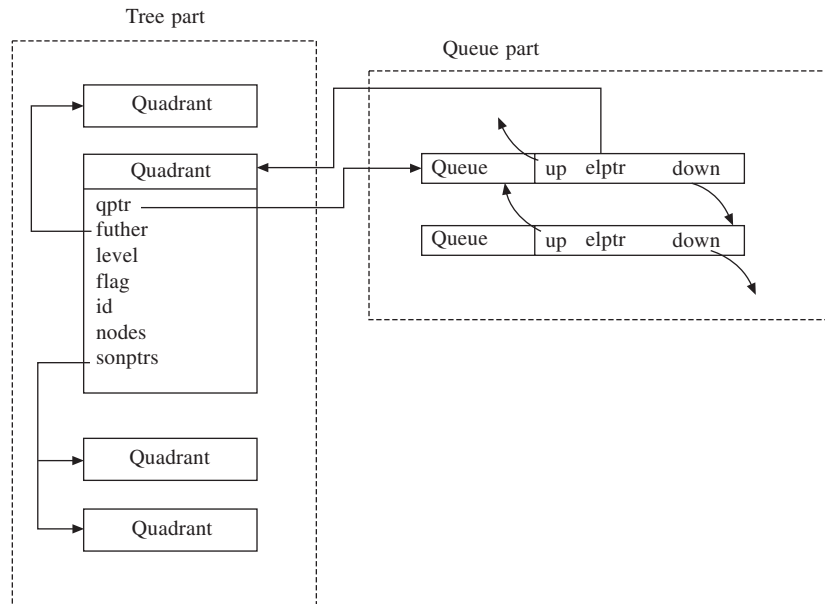 Tree part
Queue part
Quadrant
Quadrant
qptr
futher
level
flag
id
nodes
sonptrs
Quadrant
Quadrant
Queue up elptr down
Queue up elptr down